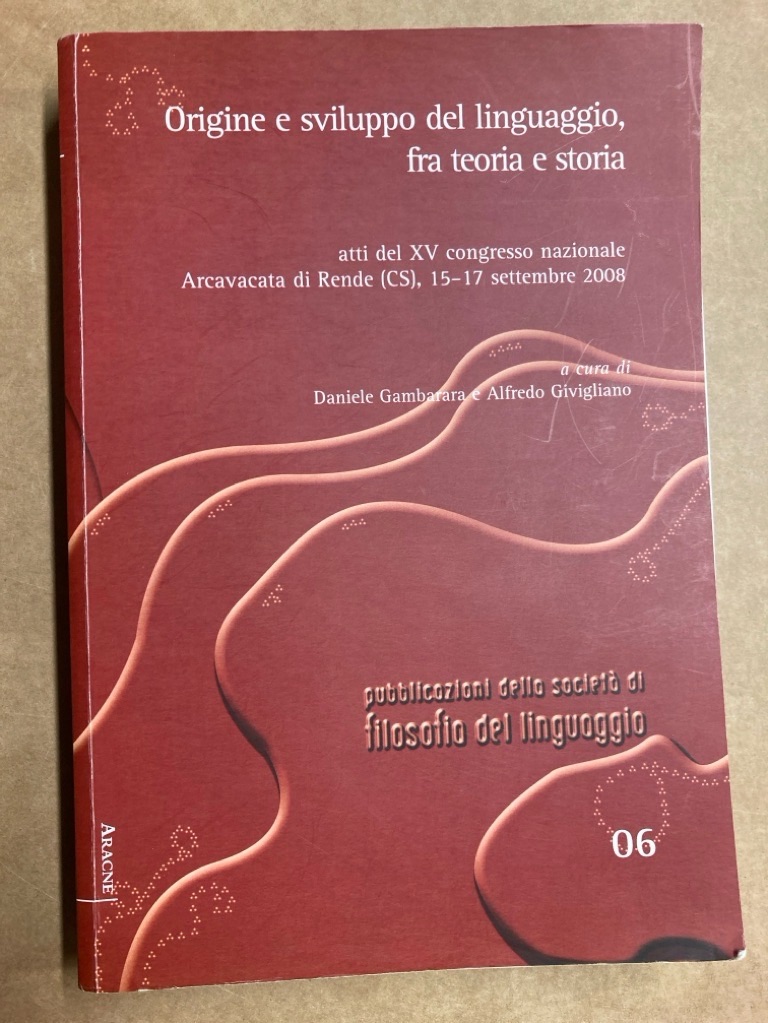 Origine e sviluppo del linguaggio,
fra teoria e storia
atti del XV congresso nazionale
Arcavacata di Rende (CS), 15–17 settembre 2008
a cura di
Daniele Gambarara e Alfredo Givigliano
pubblicazioni della società di
filosofia del linguaggio
06
ARACNE